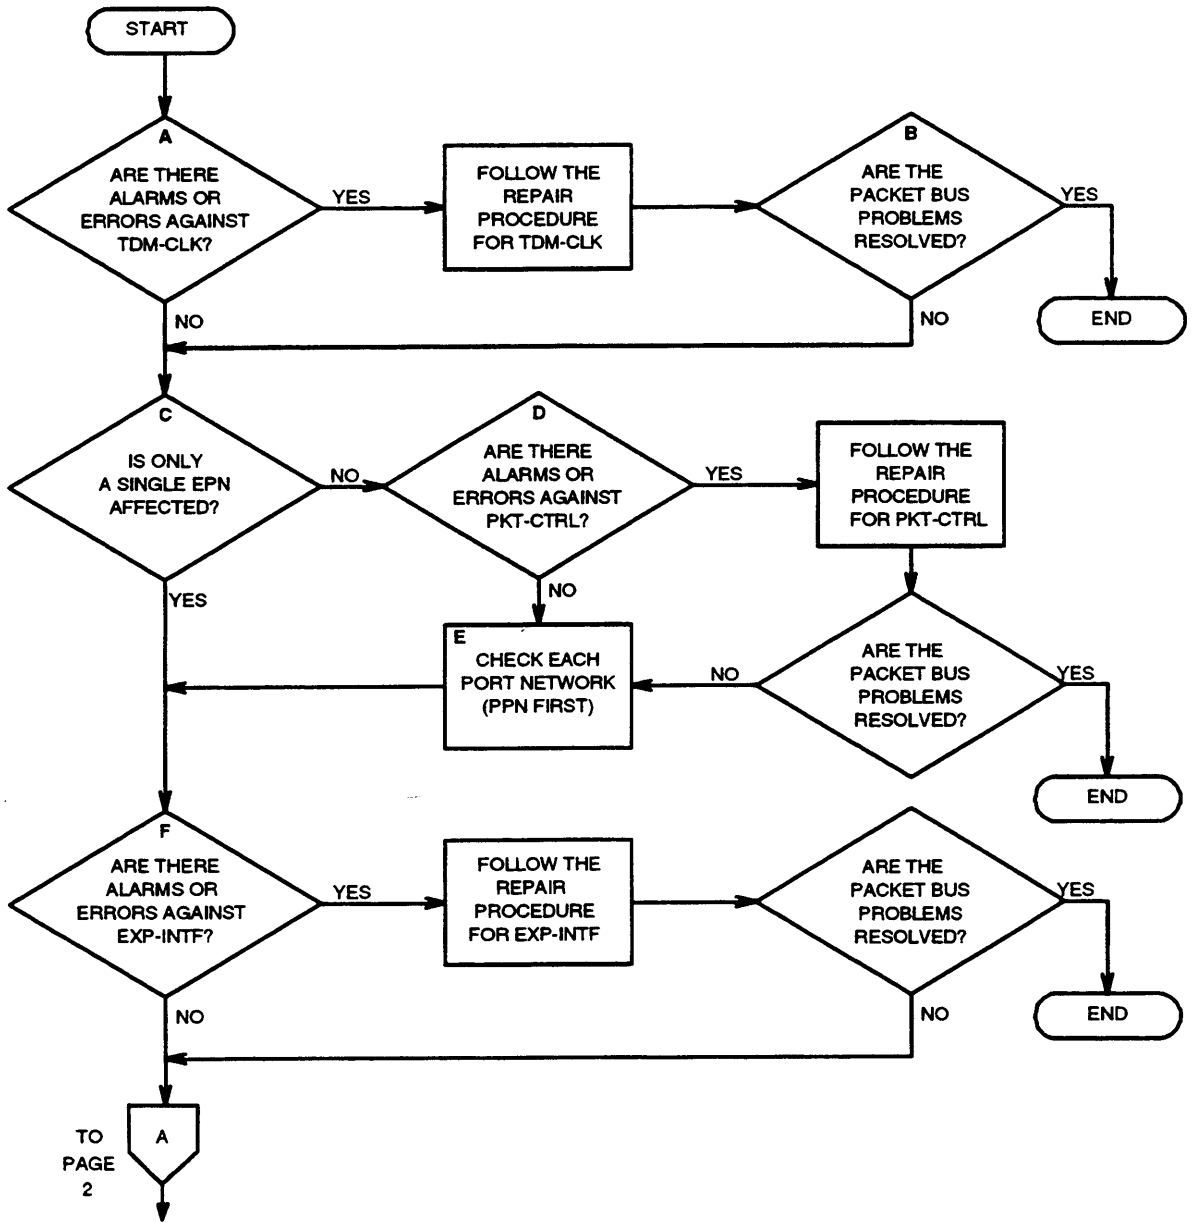 START
A
ARE THERE
ALARMS OR
ERRORS AGAINST
TDM-CLK?
YES
FOLLOW THE
REPAIR
PROCEDURE
FOR TDM-CLK
B
ARE THE
PACKET BUS
PROBLEMS
RESOLVED?
YES
END
NO
NO
C
IS ONLY
A SINGLE EPN
AFFECTED?
NO
D
ARE THERE
ALARMS OR
ERRORS AGAINST
PKT-CTRL?
YES
FOLLOW THE
REPAIR
PROCEDURE
FOR PKT-CTRL
YES
NO
E
CHECK EACH
PORT NETWORK
(PPN FIRST)
NO
ARE THE
PACKET BUS
PROBLEMS
RESOLVED?
YES
END
F
ARE THERE
ALARMS OR
ERRORS AGAINST
EXP-INTF?
YES
FOLLOW THE
REPAIR
PROCEDURE
FOR EXP-INTF
ARE THE
PACKET BUS
PROBLEMS
RESOLVED?
YES
END
NO
NO
A
TO
PAGE
2